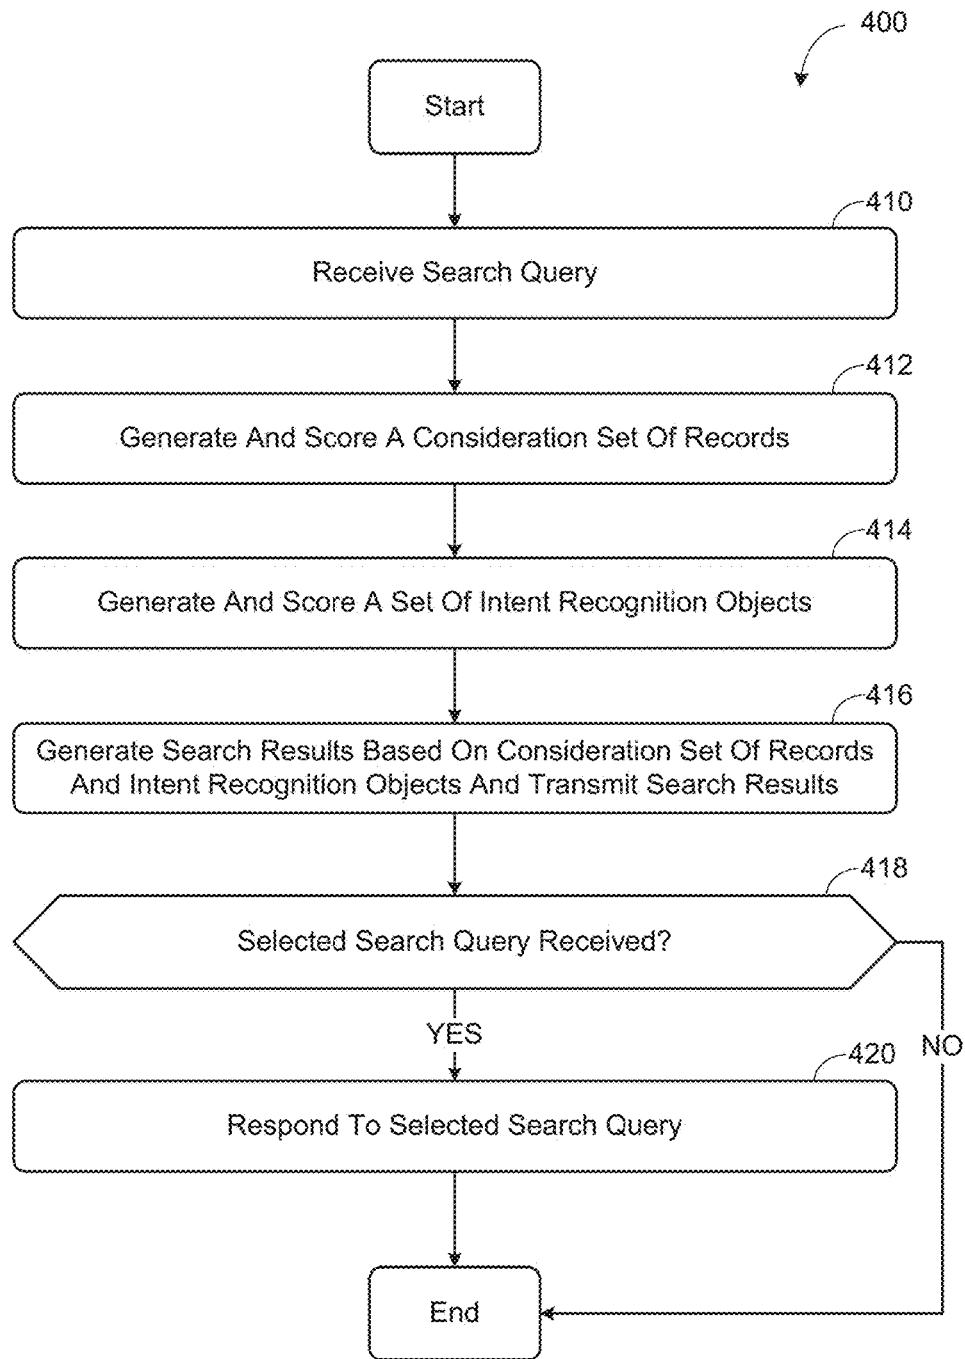 400
Start
410
Receive Search Query
412
Generate And Score A Consideration Set Of Records
414
Generate And Score A Set Of Intent Recognition Objects
416
Generate Search Results Based On Consideration Set Of Records
And Intent Recognition Objects And Transmit Search Results
418
Selected Search Query Received?
YES
NO
420
Respond To Selected Search Query
End